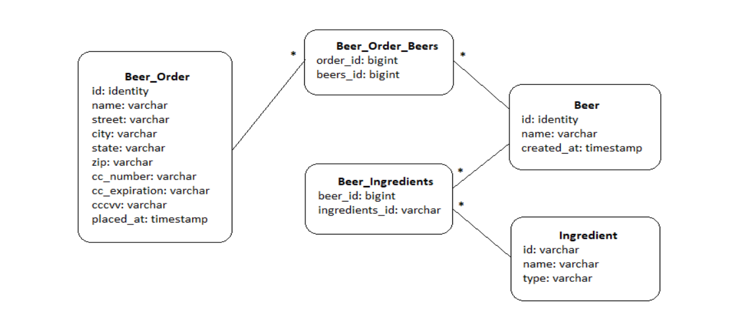 Beer_Order
id: identity
name: varchar
street: varchar
city: varchar
state: varchar
zip: varchar
cc_number: varchar
cc_expiration: varchar
cccvv: varchar
placed_at: timestamp
*
Beer_Order_Beers
order_id: bigint
beers_id: bigint
*
Beer
id: identity
name: varchar
created_at: timestamp
*
Beer_Ingredients
beer_id: bigint
ingredients_id: varchar
*
Ingredient
id: varchar
name: varchar
type: varchar